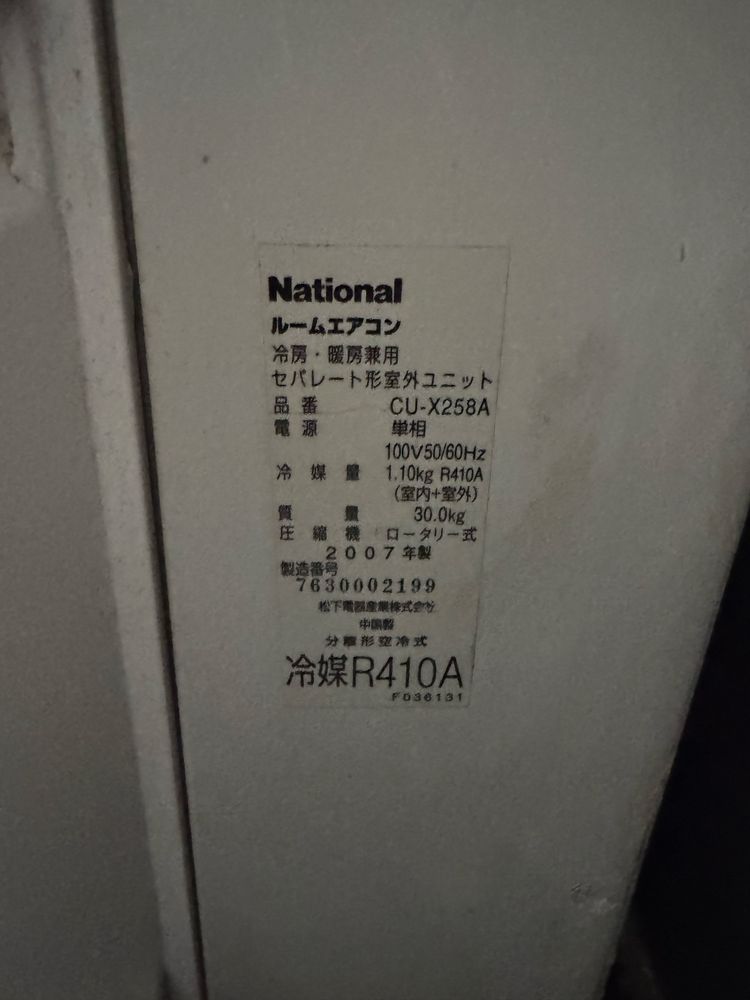 National
ルームエアコン
冷房・暖房兼用
セパレート形室外ユニット
品番 CU-X258A
電源 単相
100V50/60Hz
冷媒量 1.10kg R410A
(室内+室外)
質量 30.0kg
圧縮機 ロータリー式
2007年製
製造番号
7630002199
松下電器産業株式会社
中国製
分離形空冷式
冷媒R410A
F036131